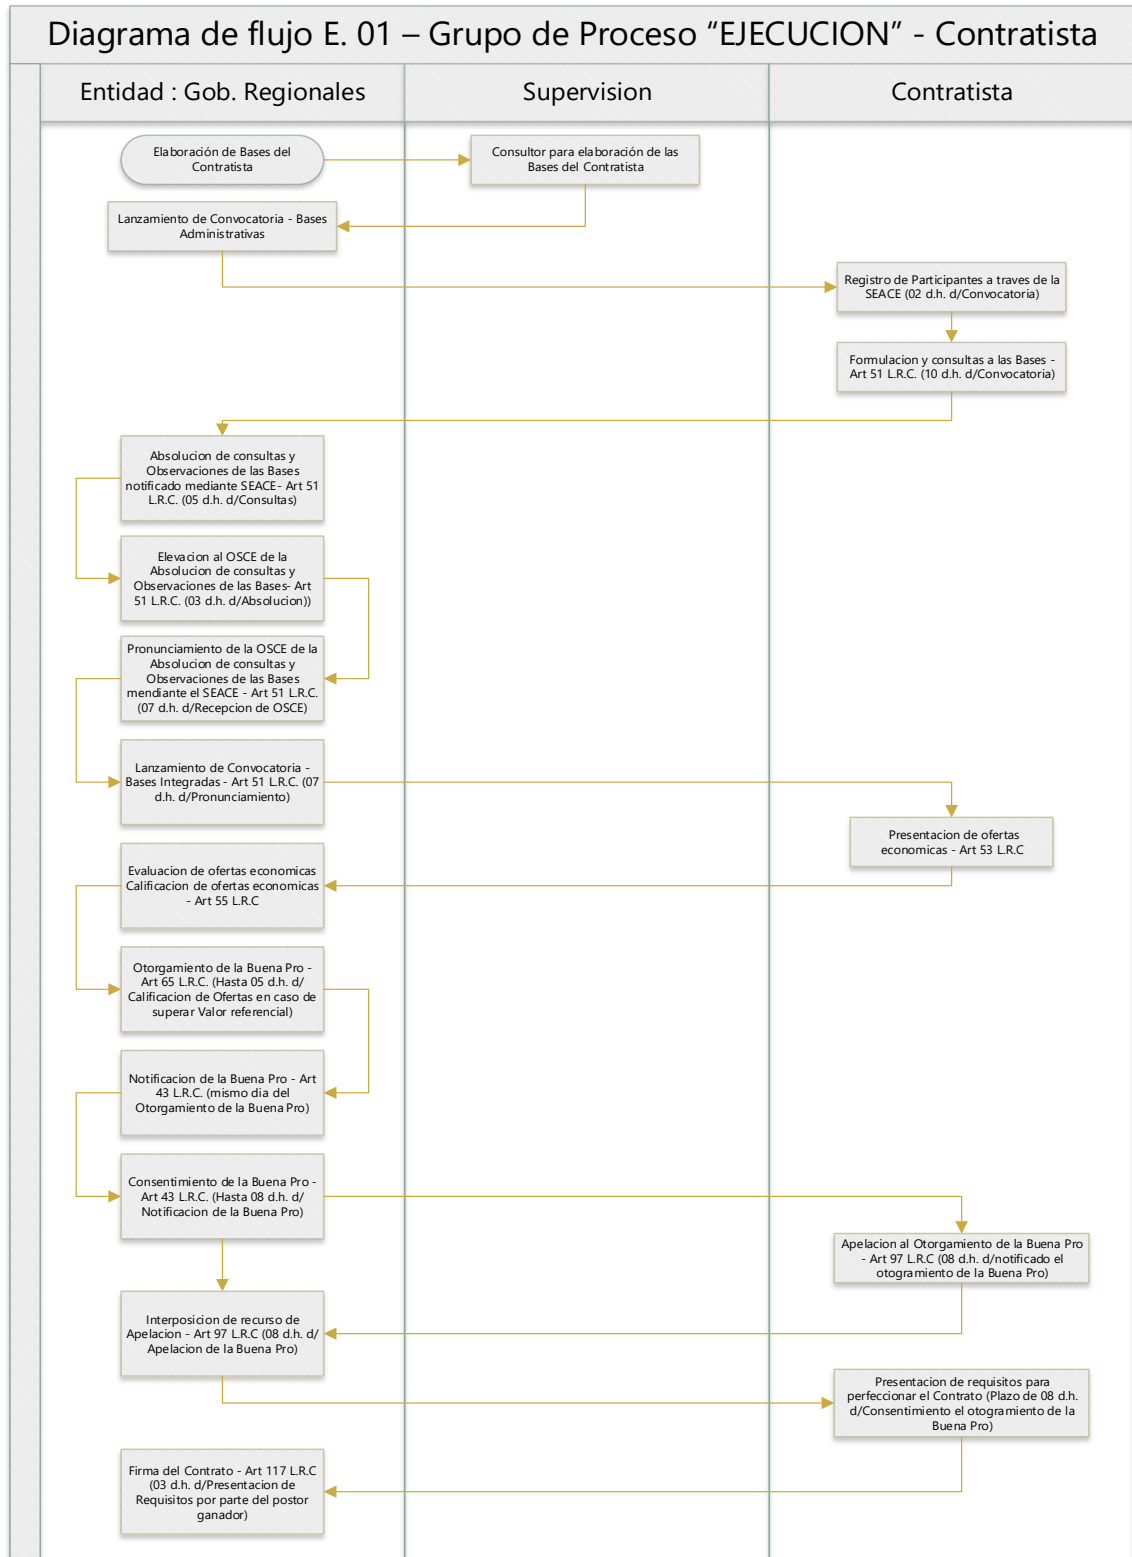 Diagrama de flujo E. 01 – Grupo de Proceso “EJECUCION” - Contratista
Entidad : Gob. Regionales
Supervision
Contratista
Elaboración de Bases del
Contratista
Consultor para elaboración de las
Bases del Contratista
Lanzamiento de Convocatoria - Bases
Administrativas
Registro de Participantes a traves de la
SEACE (02 d.h. d/Convocatoria)
Formulacion y consultas a las Bases -
Art 51 L.R.C. (10 d.h. d/Convocatoria)
Absolucion de consultas y
Observaciones de las Bases
notificado mediante SEACE- Art 51
L.R.C. (05 d.h. d/Consultas)
Elevacion al OSCE de la
Absolucion de consultas y
Observaciones de las Bases- Art
51 L.R.C. (03 d.h. d/Absolucion))
Pronunciamiento de la OSCE de la
Absolucion de consultas y
Observaciones de las Bases
mendiante el SEACE - Art 51 L.R.C.
(07 d.h. d/Recepcion de OSCE)
Lanzamiento de Convocatoria -
Bases Integradas - Art 51 L.R.C. (07
d.h. d/Pronunciamiento)
Presentacion de ofertas
economicas - Art 53 L.R.C
Evaluacion de ofertas economicas
Calificacion de ofertas economicas
- Art 55 L.R.C
Otorgamiento de la Buena Pro -
Art 65 L.R.C. (Hasta 05 d.h. d/
Calificacion de Ofertas en caso de
superar Valor referencial)
Notificacion de la Buena Pro - Art
43 L.R.C. (mismo dia del
Otorgamiento de la Buena Pro)
Consentimiento de la Buena Pro -
Art 43 L.R.C. (Hasta 08 d.h. d/
Notificacion de la Buena Pro)
Apelacion al Otorgamiento de la Buena Pro
- Art 97 L.R.C (08 d.h. d/notificado el
otogramiento de la Buena Pro)
Interposicion de recurso de
Apelacion - Art 97 L.R.C (08 d.h. d/
Apelacion de la Buena Pro)
Presentacion de requisitos para
perfeccionar el Contrato (Plazo de 08 d.h.
d/Consentimiento el otogramiento de la
Buena Pro)
Firma del Contrato - Art 117 L.R.C
(03 d.h. d/Presentacion de
Requisitos por parte del postor
ganador)